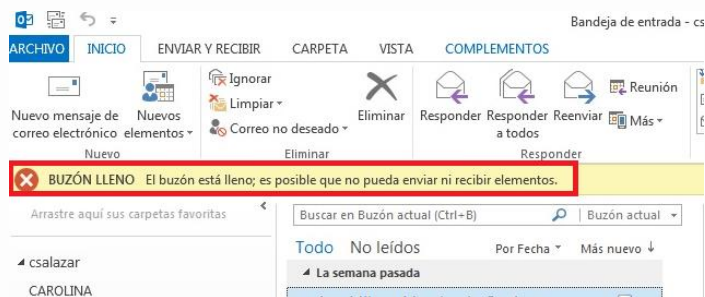 Bandeja de entrada - cs
ARCHIVO INICIO ENVIAR Y RECIBIR CARPETA VISTA COMPLEMENTOS
Nuevo mensaje de
correo electrónico
Nuevos
elementos
Nuevo
Ignorar
Limpiar
Correo no deseado
Eliminar
Eliminar
Responder
Responder
a todos
Reenviar
Reunión
Más
Responder
BUZÓN LLENO El buzón está lleno; es posible que no pueda enviar ni recibir elementos.
Arrastre aquí sus carpetas favoritas
Buscar en Buzón actual (Ctrl+B) Buzón actual
Todo No leídos Por Fecha Más nuevo
csalazar
La semana pasada
CAROLINA